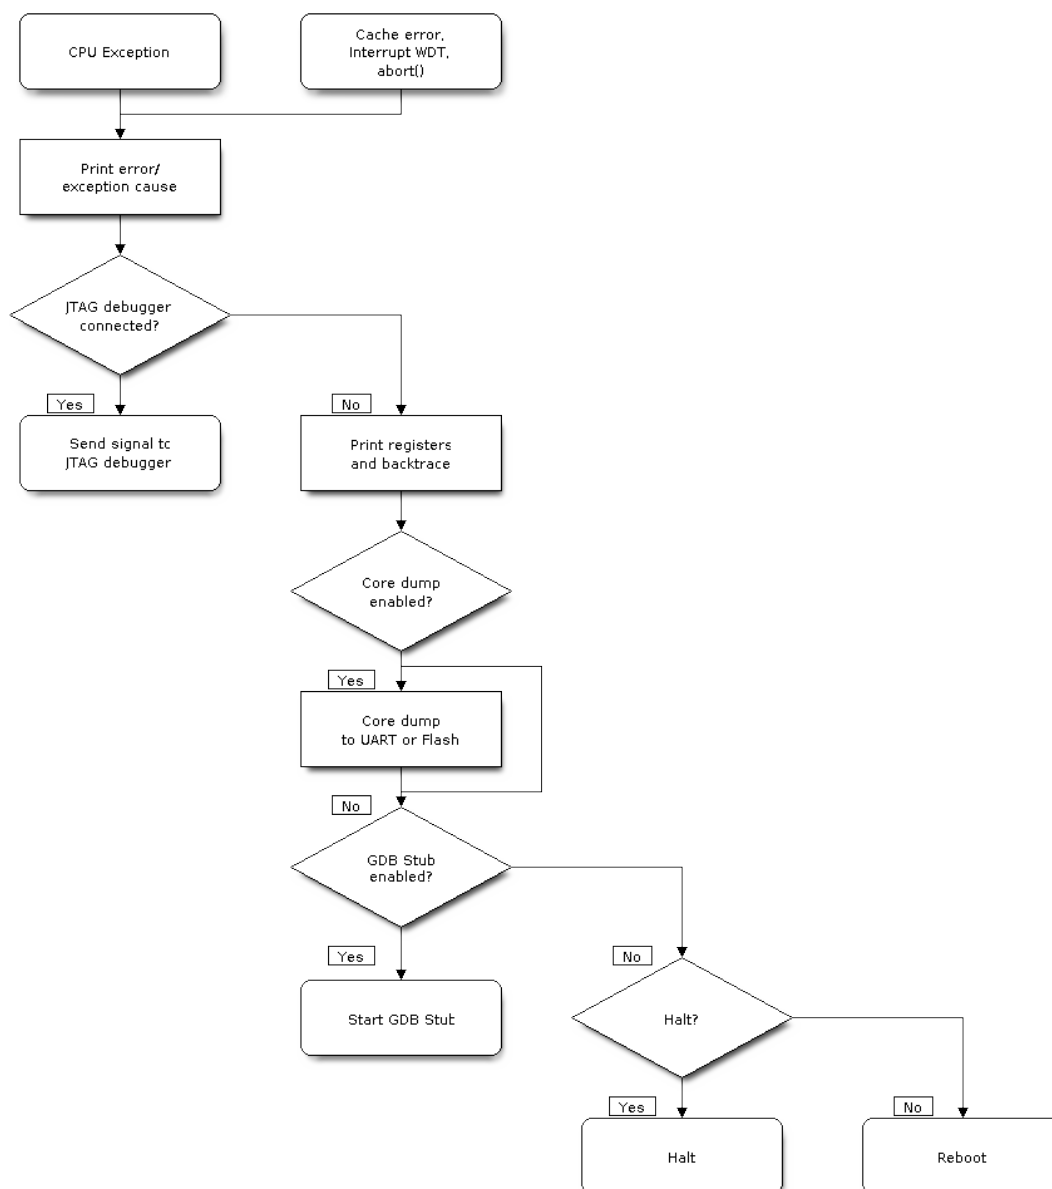 CPU Exception
Cache error,
Interrupt WDT,
abort()
Print error/
exception cause
JTAG debugger
connected?
Yes
No
Send signal to
JTAG debugger
Print registers
and backtrace
Core dump
enabled?
Yes
Core dump
to UART or Flash
No
GDB Stub
enabled?
Yes
No
Start GDB Stub
Halt?
Yes
No
Halt
Reboot